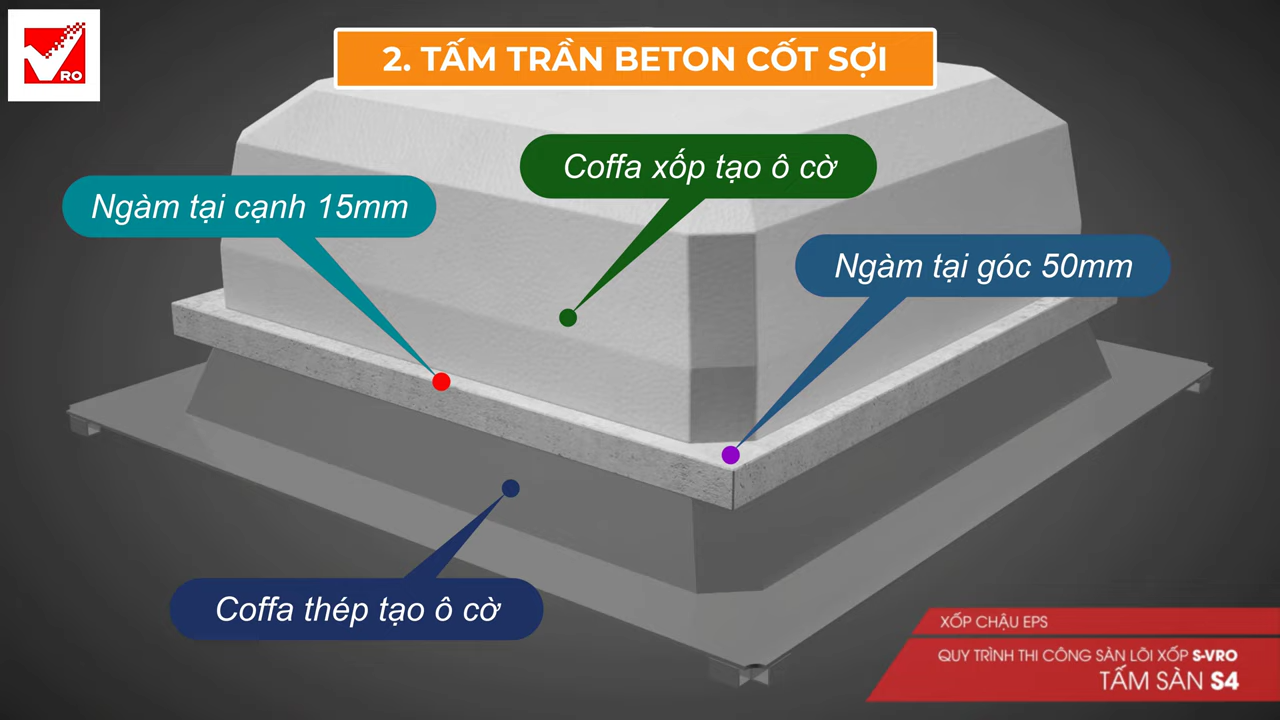 VRO
2. TẤM TRẦN BETON CỐT SỢI
Coffa xốp tạo ô cờ
Ngàm tại cạnh 15mm
Ngàm tại góc 50mm
Coffa thép tạo ô cờ
XỐP CHẬU EPS
QUY TRÌNH THI CÔNG SÀN LÕI XỐP S-VRO
TẤM SÀN S4